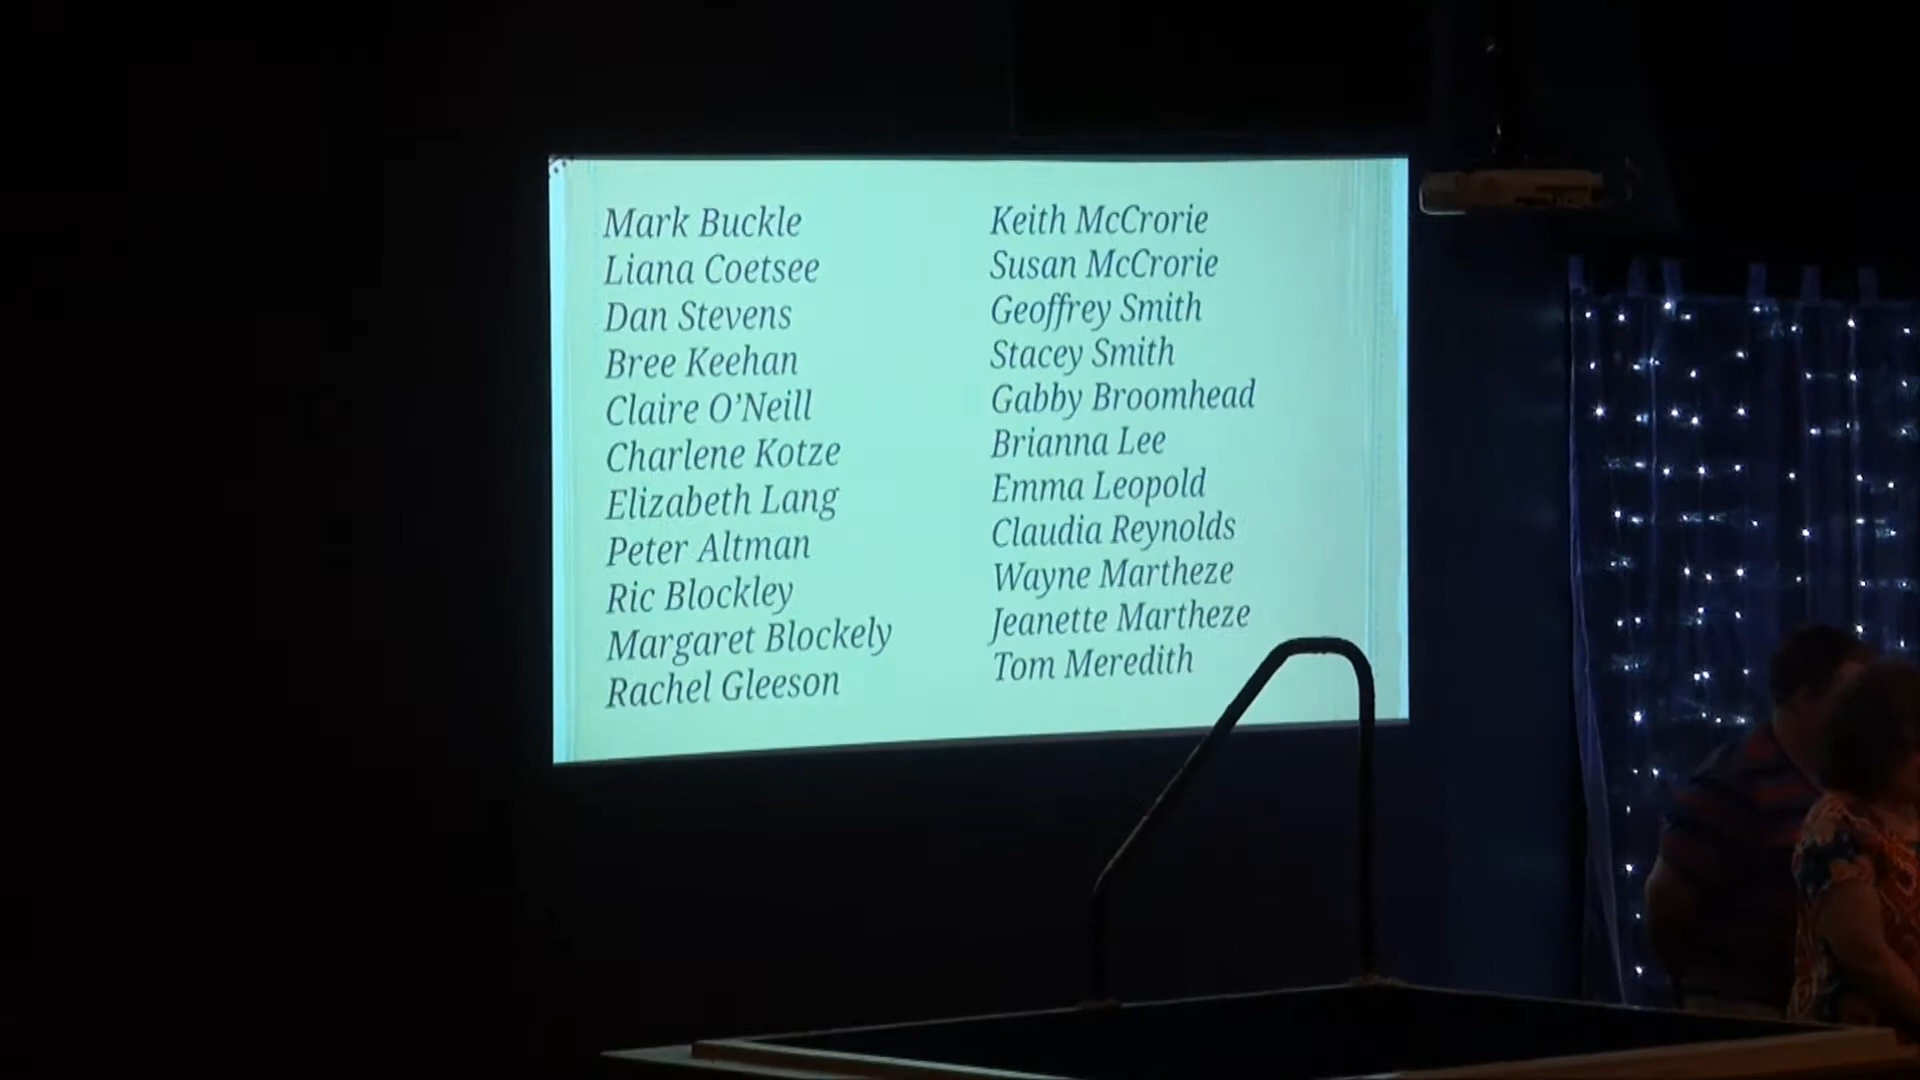 Mark Buckle
Liana Coetsee
Dan Stevens
Bree Keehan
Claire O’Neill
Charlene Kotze
Elizabeth Lang
Peter Altman
Ric Blockley
Margaret Blockely
Rachel Gleeson
Keith McCrorie
Susan McCrorie
Geoffrey Smith
Stacey Smith
Gabby Broomhead
Brianna Lee
Emma Leopold
Claudia Reynolds
Wayne Martheze
Jeanette Martheze
Tom Meredith